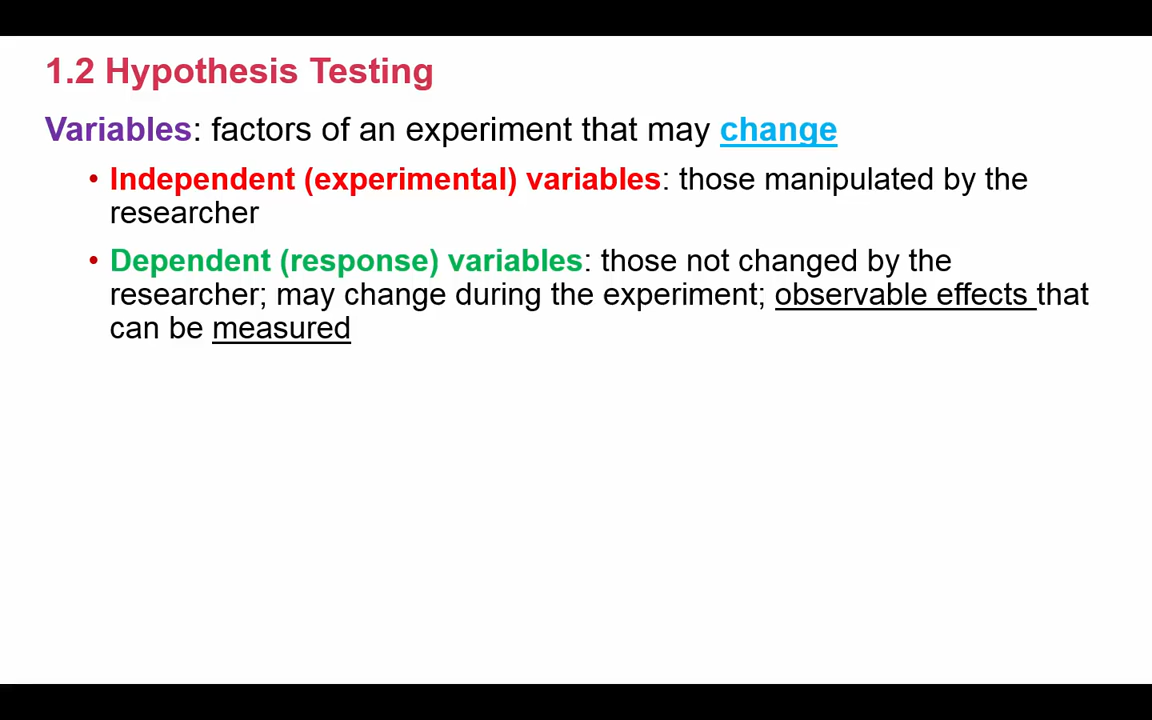 1.2 Hypothesis Testing
Variables: factors of an experiment that may change
• Independent (experimental) variables: those manipulated by the
researcher
• Dependent (response) variables: those not changed by the
researcher; may change during the experiment; observable effects that
can be measured